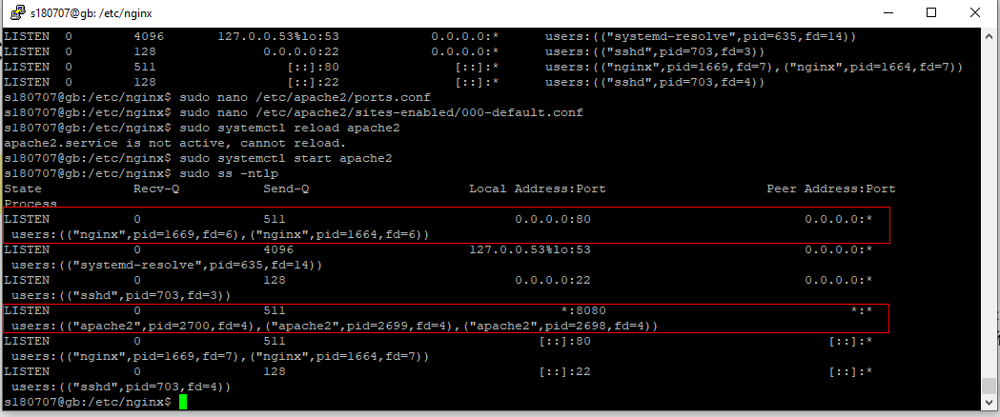 s180707@gb: /etc/nginx
LISTEN 0 4096 127.0.0.53%lo:53 0.0.0.0:* users:(("systemd-resolve",pid=635,fd=14))
LISTEN 0 128 0.0.0.0:22 0.0.0.0:* users:(("sshd",pid=703,fd=3))
LISTEN 0 511 [::]:80 [::]:* users:(("nginx",pid=1669,fd=7),("nginx",pid=1664,fd=7))
LISTEN 0 128 [::]:22 [::]:* users:(("sshd",pid=703,fd=4))
s180707@gb:/etc/nginx$ sudo nano /etc/apache2/ports.conf
s180707@gb:/etc/nginx$ sudo nano /etc/apache2/sites-enabled/000-default.conf
s180707@gb:/etc/nginx$ sudo systemctl reload apache2
apache2.service is not active, cannot reload.
s180707@gb:/etc/nginx$ sudo systemctl start apache2
s180707@gb:/etc/nginx$ sudo ss -ntlp
State Recv-Q Send-Q Local Address:Port Peer Address:Port
Process
LISTEN 0 511 0.0.0.0:80 0.0.0.0:*
users:(("nginx",pid=1669,fd=6),("nginx",pid=1664,fd=6))
LISTEN 0 4096 127.0.0.53%lo:53 0.0.0.0:*
users:(("systemd-resolve",pid=635,fd=14))
LISTEN 0 128 0.0.0.0:22 0.0.0.0:*
users:(("sshd",pid=703,fd=3))
LISTEN 0 511 *:8080 *:*
users:(("apache2",pid=2700,fd=4),("apache2",pid=2699,fd=4),("apache2",pid=2698,fd=4))
LISTEN 0 511 [::]:80 [::]:*
users:(("nginx",pid=1669,fd=7),("nginx",pid=1664,fd=7))
LISTEN 0 128 [::]:22 [::]:*
users:(("sshd",pid=703,fd=4))
s180707@gb:/etc/nginx$